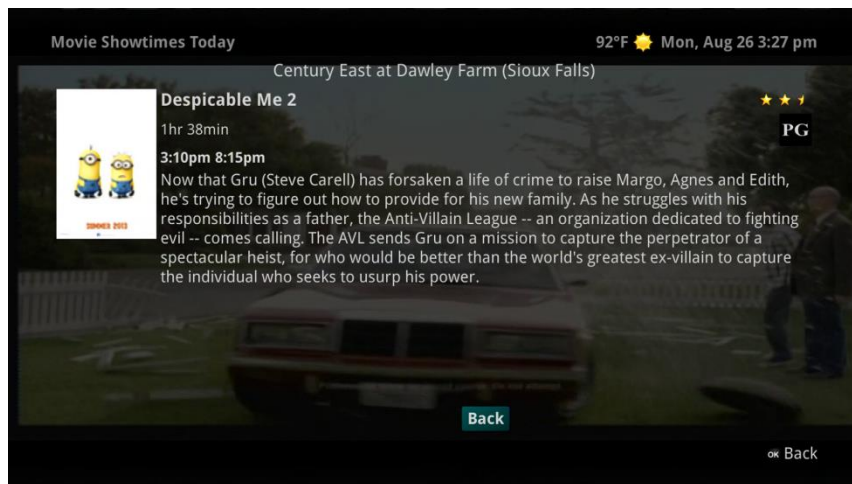 Movie Showtimes Today
92°F Mon, Aug 26 3:27 pm
Century East at Dawley Farm (Sioux Falls)
Despicable Me 2
1hr 38min
PG
3:10pm 8:15pm
Now that Gru (Steve Carell) has forsaken a life of crime to raise Margo, Agnes and Edith,
he's trying to figure out how to provide for his new family. As he struggles with his
responsibilities as a father, the Anti-Villain League -- an organization dedicated to fighting
evil -- comes calling. The AVL sends Gru on a mission to capture the perpetrator of a
spectacular heist, for who would be better than the world's greatest ex-villain to capture
the individual who seeks to usurp his power.
SUMMER 2013
Back
OK Back